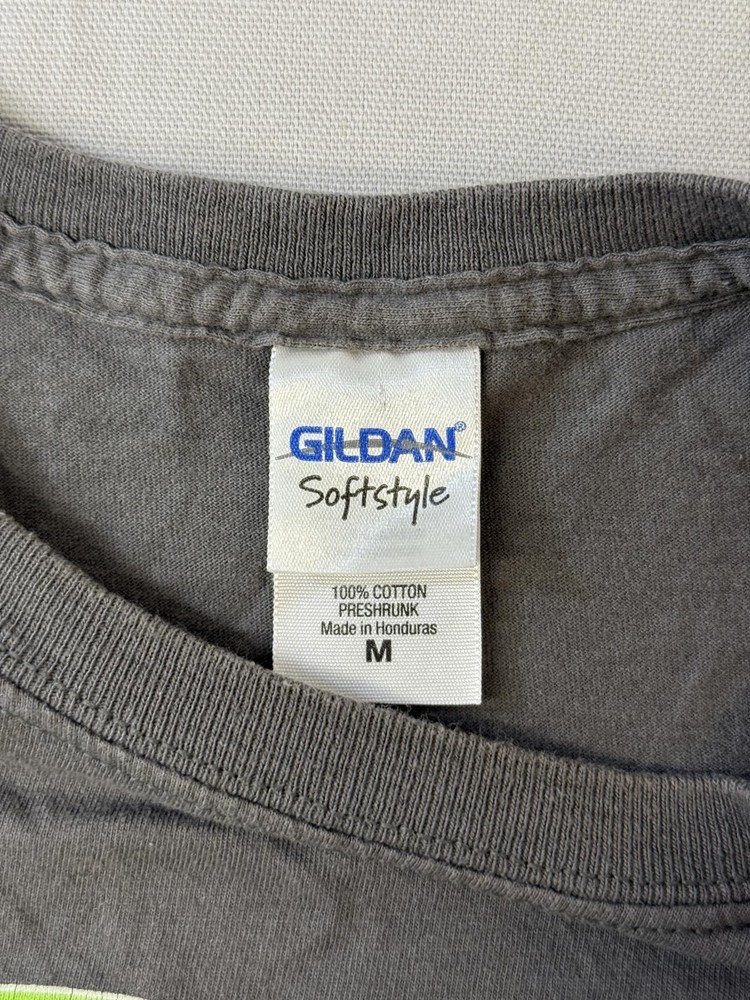 GILDAN®
Softstyle
100% COTTON
PRESHRUNK
Made in Honduras
M